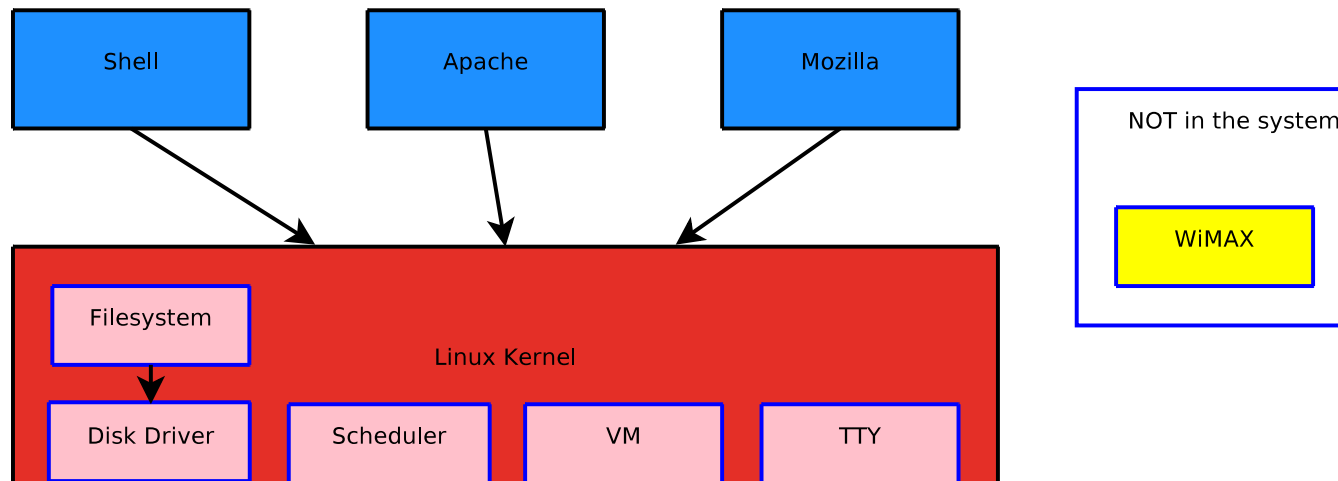 Shell
Apache
Mozilla
NOT in the system
WiMAX
Filesystem
Linux Kernel
Disk Driver
Scheduler
VM
TTY